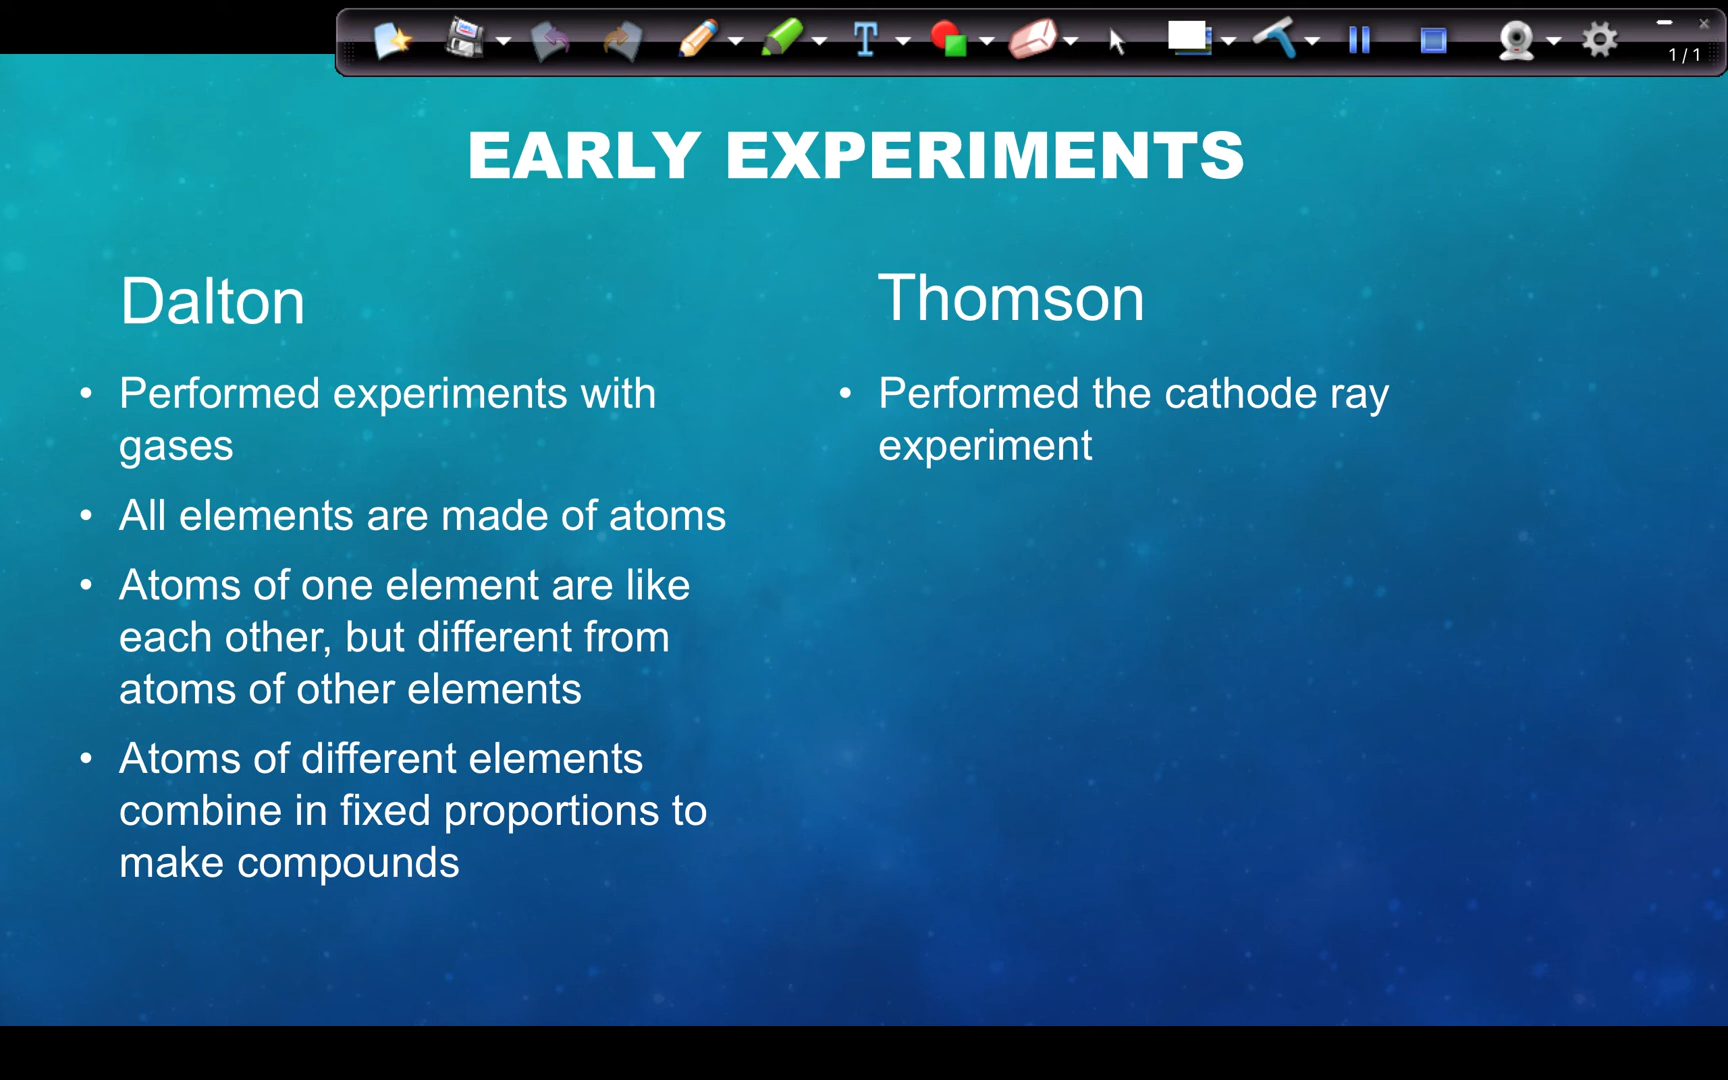 1 / 1
EARLY EXPERIMENTS
Dalton
• Performed experiments with
gases
• All elements are made of atoms
• Atoms of one element are like
each other, but different from
atoms of other elements
• Atoms of different elements
combine in fixed proportions to
make compounds
Thomson
• Performed the cathode ray
experiment